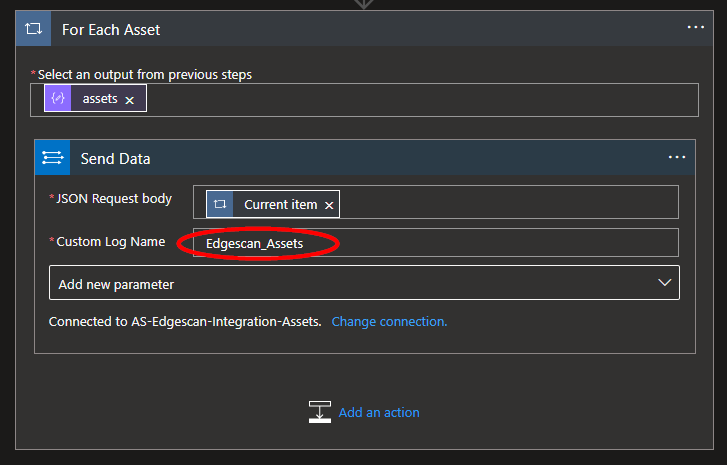 For Each Asset
...
*Select an output from previous steps
assets ×
Send Data
...
*JSON Request body
Current item ×
*Custom Log Name
Edgescan_Assets
Add new parameter
Connected to AS-Edgescan-Integration-Assets. Change connection.
Add an action